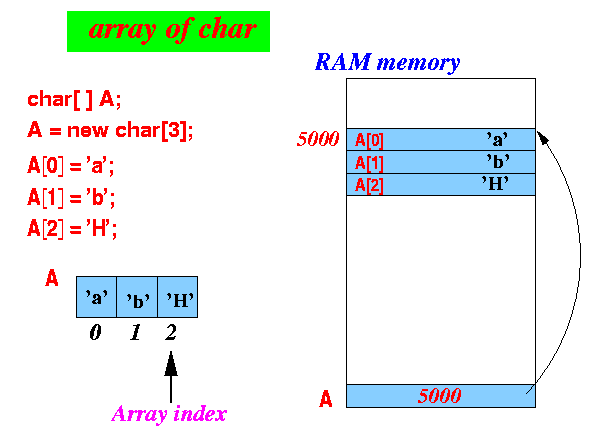 array of char
char[ ] A;
A = new char[3];
A[0] = ’a’;
A[1] = ’b’;
A[2] = ’H’;
A
’a’ ’b’ ’H’
0 1 2
Array index
RAM memory
5000 A[0] ’a’
A[1] ’b’
A[2] ’H’
A 5000